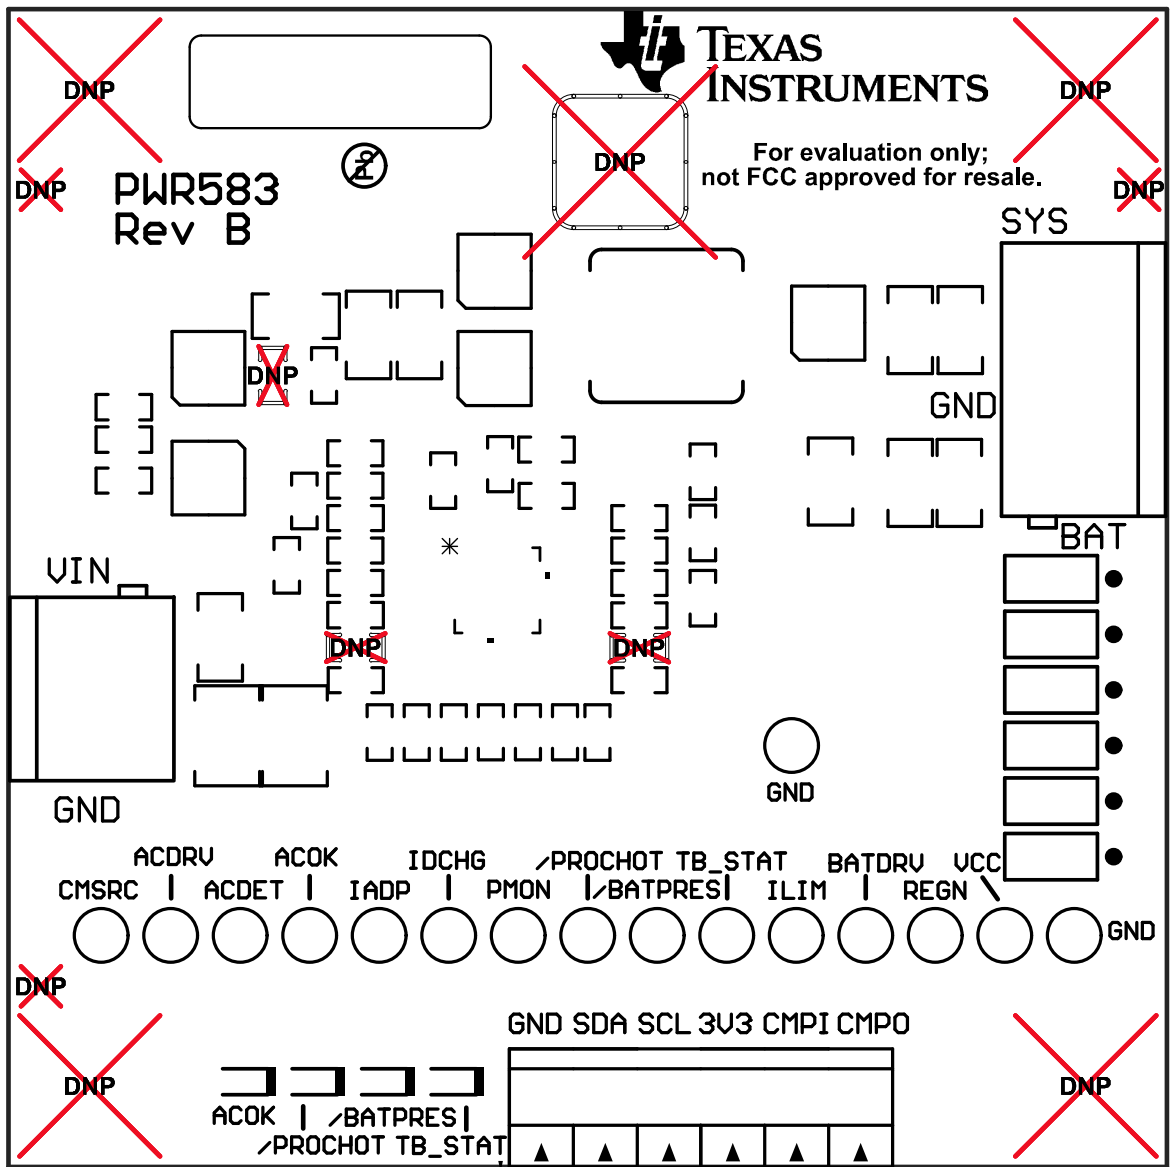 TEXAS
INSTRUMENTS
DNP
DNP
DNP
For evaluation only;
not FCC approved for resale.
DNP
DNP
Pb
PWR583
Rev B
SYS
DNP
GND
BAT
VIN
DNP
DNP
GND
GND
ACDRV
ACOK
IDCHG
/PROCHOT
TB_STAT
BATDRV
VCC
CMSRC
ACDET
IADP
PMON
/BATPRES
ILIM
REGN
GND
DNP
GND SDA SCL 3V3 CMPI CMPO
DNP
DNP
ACOK
/BATPRES
/PROCHOT
TB_STAT